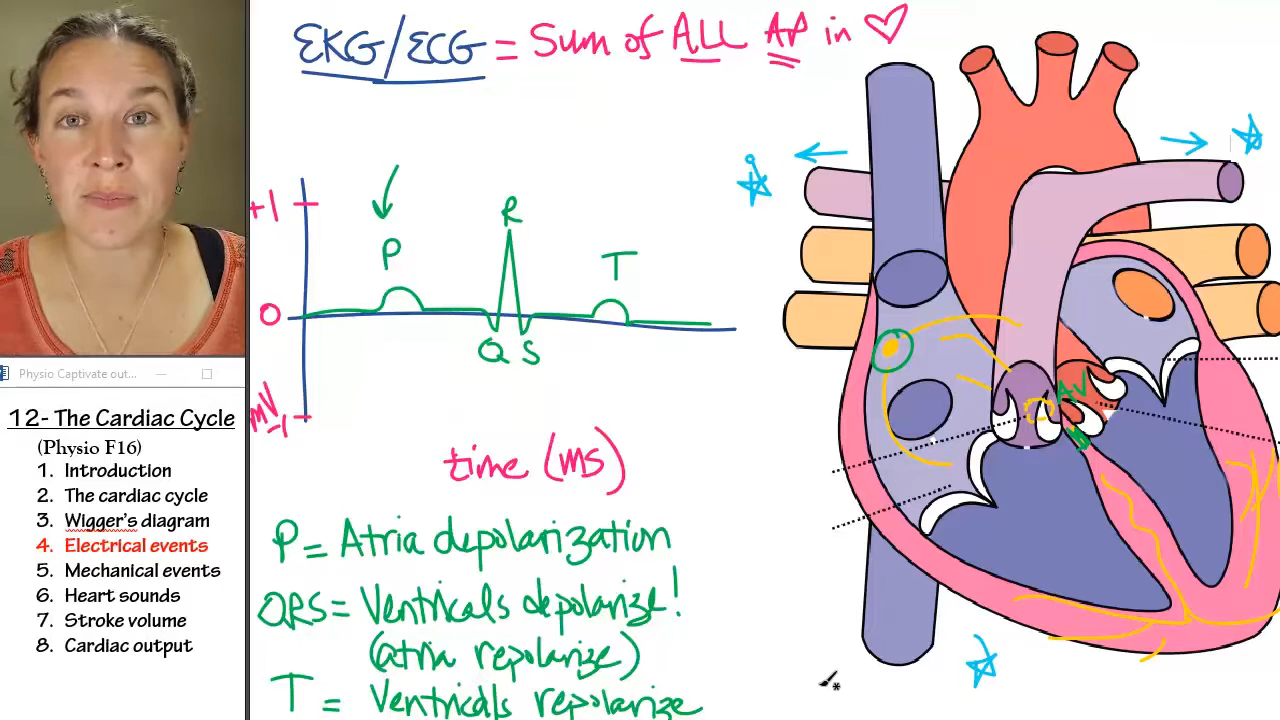 EKG/ECG = Sum of ALL AP in ♡
+1
R
P
T
0
Q S
mV -1
time (ms)
P = Atria depolarization
QRS = Ventricals depolarize!
(atria repolarize)
T = Ventricals repolarize
AV
Physio Captivate out...
12- The Cardiac Cycle
(Physio F16)
1. Introduction
2. The cardiac cycle
3. Wigger's diagram
4. Electrical events
5. Mechanical events
6. Heart sounds
7. Stroke volume
8. Cardiac output